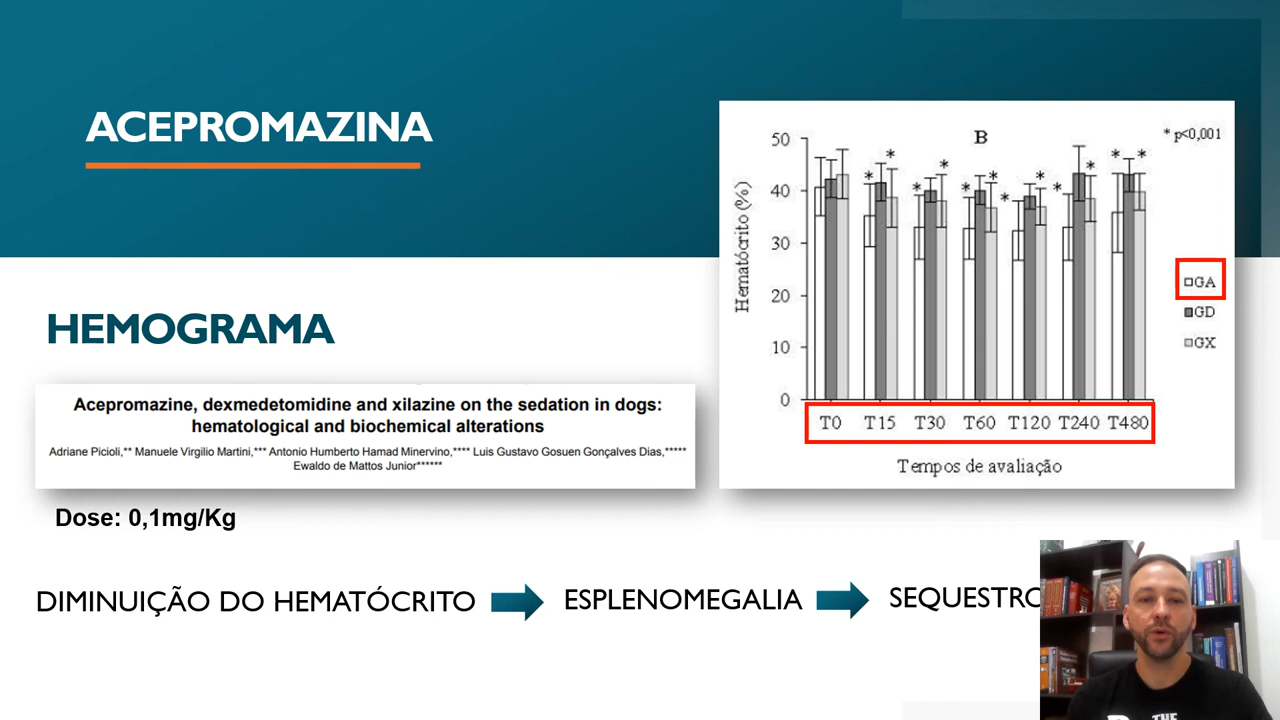 ACEPROMAZINA
HEMOGRAMA
Acepromazine, dexmedetomidine and xilazine on the sedation in dogs:
hematological and biochemical alterations
Adriane Picioli,** Manuele Virgilio Martini,*** Antonio Humberto Hamad Minervino,**** Luis Gustavo Gosuen Gonçalves Dias,*****
Ewaldo de Mattos Junior******
Dose: 0,1mg/Kg
B
* p<0,001
Hematócrito (%)
50
40
30
20
10
0
* * * * * * * * * * * *
GA
GD
GX
T0 T15 T30 T60 T120 T240 T480
Tempos de avaliação
DIMINUIÇÃO DO HEMATÓCRITO ESPLENOMEGALIA SEQUESTRO
THE